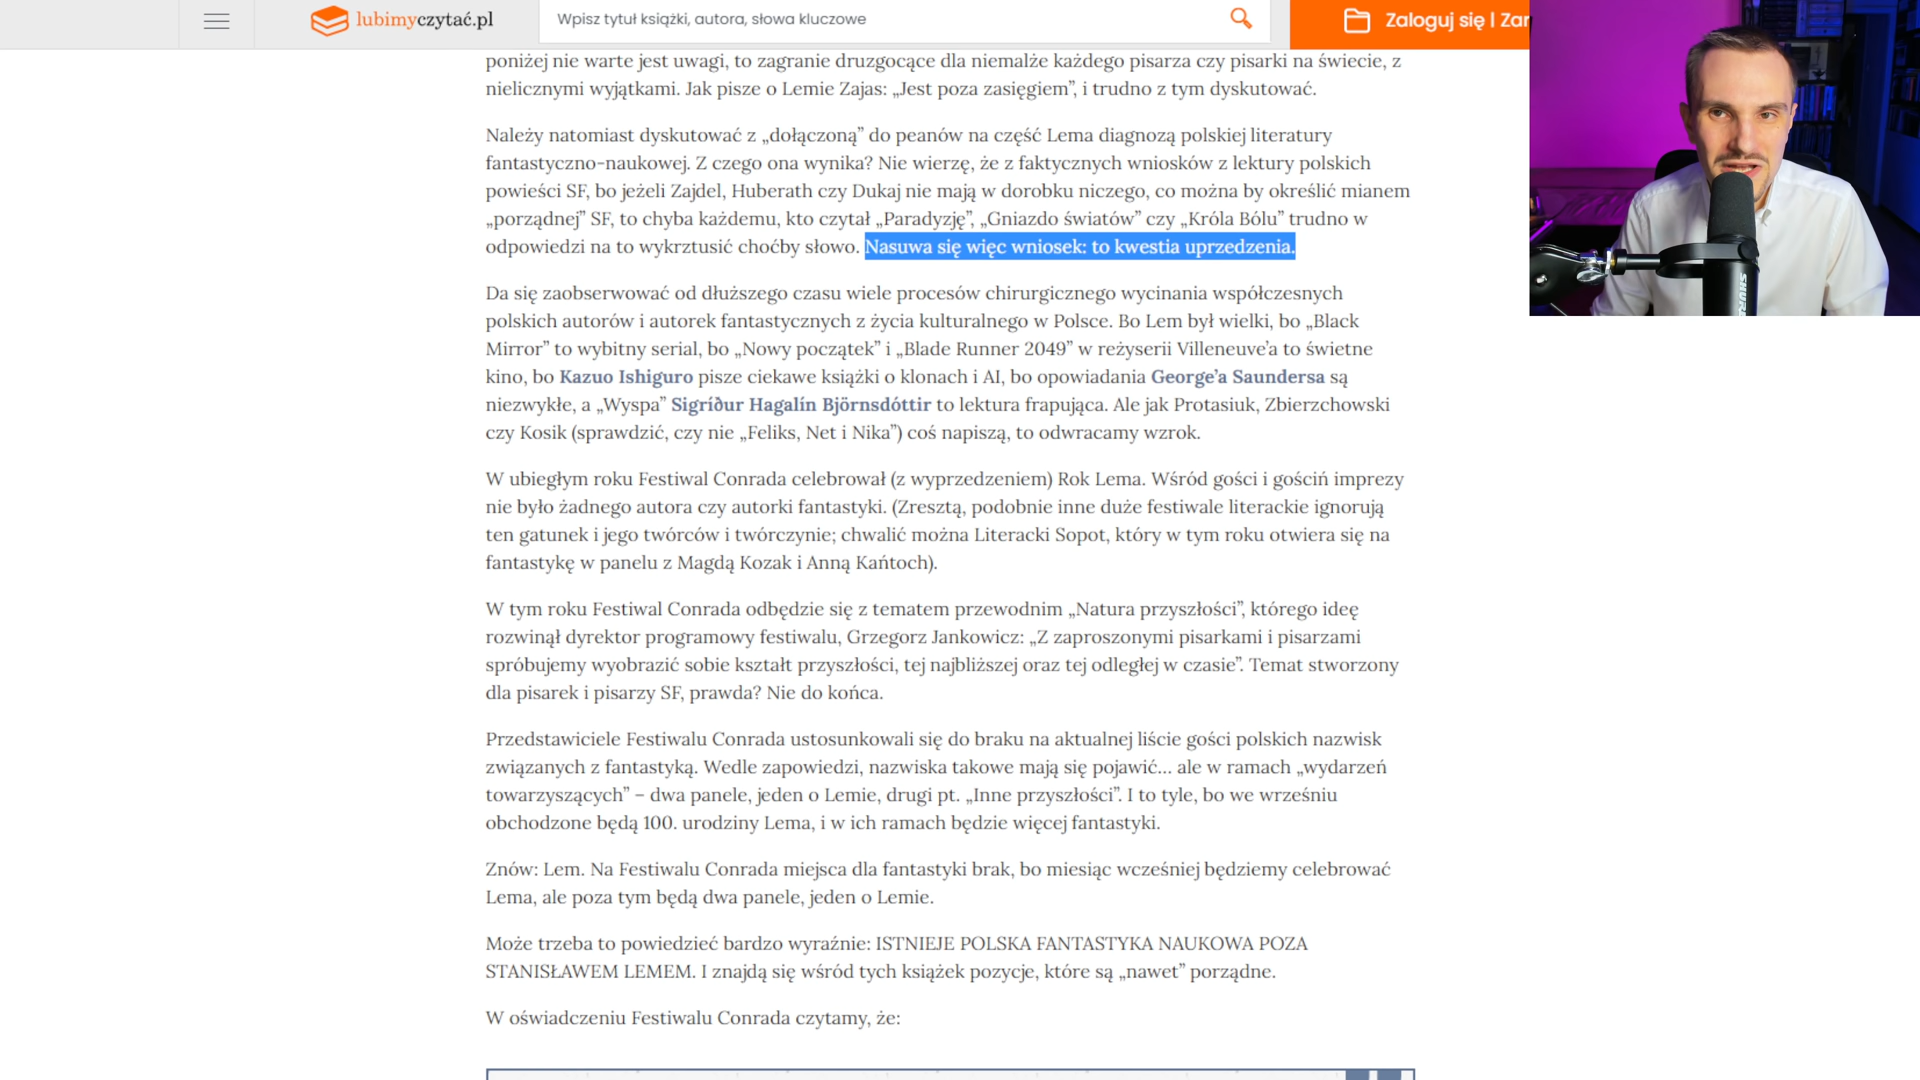 lubimyczytać.pl
Wpisz tytuł książki, autora, słowa kluczowe
Zaloguj się | Zar
poniżej nie warte jest uwagi, to zagranie druzgocące dla niemalże każdego pisarza czy pisarki na świecie, z
nielicznymi wyjątkami. Jak pisze o Lemie Zajas: „Jest poza zasięgiem”, i trudno z tym dyskutować.
Należy natomiast dyskutować z „dołączoną” do peanów na część Lema diagnozą polskiej literatury
fantastyczno-naukowej. Z czego ona wynika? Nie wierzę, że z faktycznych wniosków z lektury polskich
powieści SF, bo jeżeli Zajdel, Huberath czy Dukaj nie mają w dorobku niczego, co można by określić mianem
„porządnej” SF, to chyba każdemu, kto czytał „Paradyzję”, „Gniazdo światów” czy „Króla Bólu” trudno w
odpowiedzi na to wykrztusić choćby słowo. Nasuwa się więc wniosek: to kwestia uprzedzenia.
Da się zaobserwować od dłuższego czasu wiele procesów chirurgicznego wycinania współczesnych
polskich autorów i autorek fantastycznych z życia kulturalnego w Polsce. Bo Lem był wielki, bo „Black
Mirror” to wybitny serial, bo „Nowy początek” i „Blade Runner 2049” w reżyserii Villeneuve’a to świetne
kino, bo Kazuo Ishiguro pisze ciekawe książki o klonach i AI, bo opowiadania George’a Saundersa są
niezwykłe, a „Wyspa” Sigríður Hagalín Björnsdóttir to lektura frapująca. Ale jak Protasiuk, Zbierzchowski
czy Kosik (sprawdzić, czy nie „Feliks, Net i Nika”) coś napiszą, to odwracamy wzrok.
W ubiegłym roku Festiwal Conrada celebrował (z wyprzedzeniem) Rok Lema. Wśród gości i gościń imprezy
nie było żadnego autora czy autorki fantastyki. (Zresztą, podobnie inne duże festiwale literackie ignorują
ten gatunek i jego twórców i twórczynie; chwalić można Literacki Sopot, który w tym roku otwiera się na
fantastykę w panelu z Magdą Kozak i Anną Kańtoch).
W tym roku Festiwal Conrada odbędzie się z tematem przewodnim „Natura przyszłości”, którego ideę
rozwinął dyrektor programowy festiwalu, Grzegorz Jankowicz: „Z zaproszonymi pisarkami i pisarzami
spróbujemy wyobrazić sobie kształt przyszłości, tej najbliższej oraz tej odległej w czasie”. Temat stworzony
dla pisarek i pisarzy SF, prawda? Nie do końca.
Przedstawiciele Festiwalu Conrada ustosunkowali się do braku na aktualnej liście gości polskich nazwisk
związanych z fantastyką. Wedle zapowiedzi, nazwiska takowe mają się pojawić… ale w ramach „wydarzeń
towarzyszących” – dwa panele, jeden o Lemie, drugi pt. „Inne przyszłości”. I to tyle, bo we wrześniu
obchodzone będą 100. urodziny Lema, i w ich ramach będzie więcej fantastyki.
Znów: Lem. Na Festiwalu Conrada miejsca dla fantastyki brak, bo miesiąc wcześniej będziemy celebrować
Lema, ale poza tym będą dwa panele, jeden o Lemie.
Może trzeba to powiedzieć bardzo wyraźnie: ISTNIEJE POLSKA FANTASTYKA NAUKOWA POZA
STANISŁAWEM LEMEM. I znajdą się wśród tych książek pozycje, które są „nawet” porządne.
W oświadczeniu Festiwalu Conrada czytamy, że:
SHURE